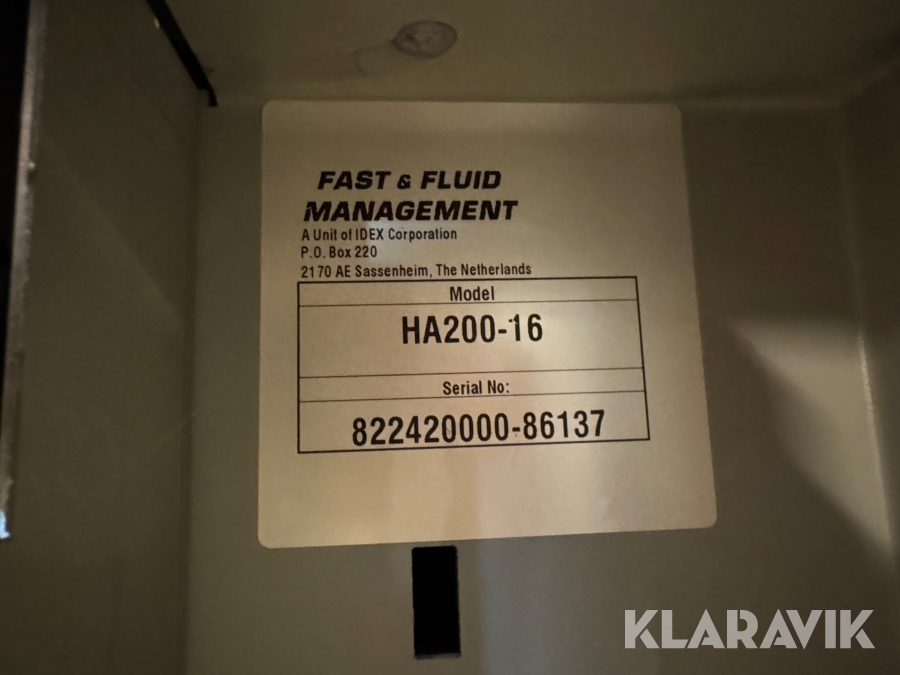 FAST & FLUID
MANAGEMENT
A Unit of IDEX Corporation
P.O. Box 220
2170 AE Sassenheim, The Netherlands
Model
HA200-16
Serial No:
822420000-86137
KLARAVIK